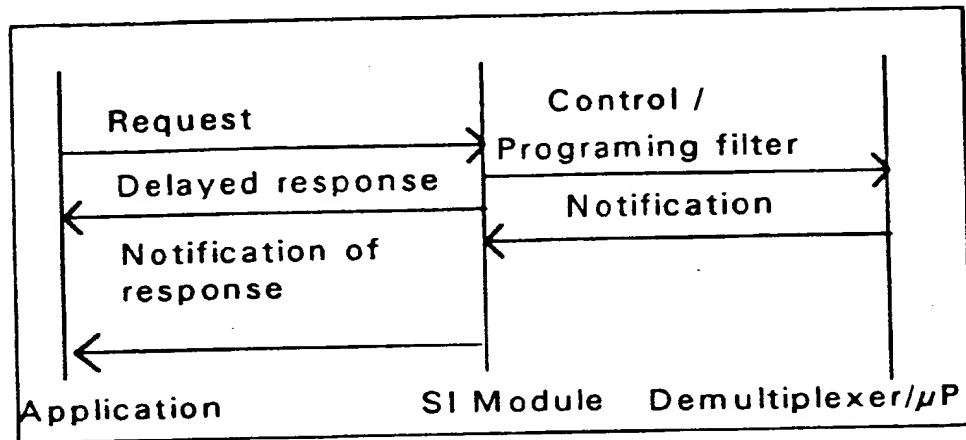 Request
Control /
Programing filter
Delayed response
Notification
Notification of
response
Application
SI Module
Demultiplexer/μP